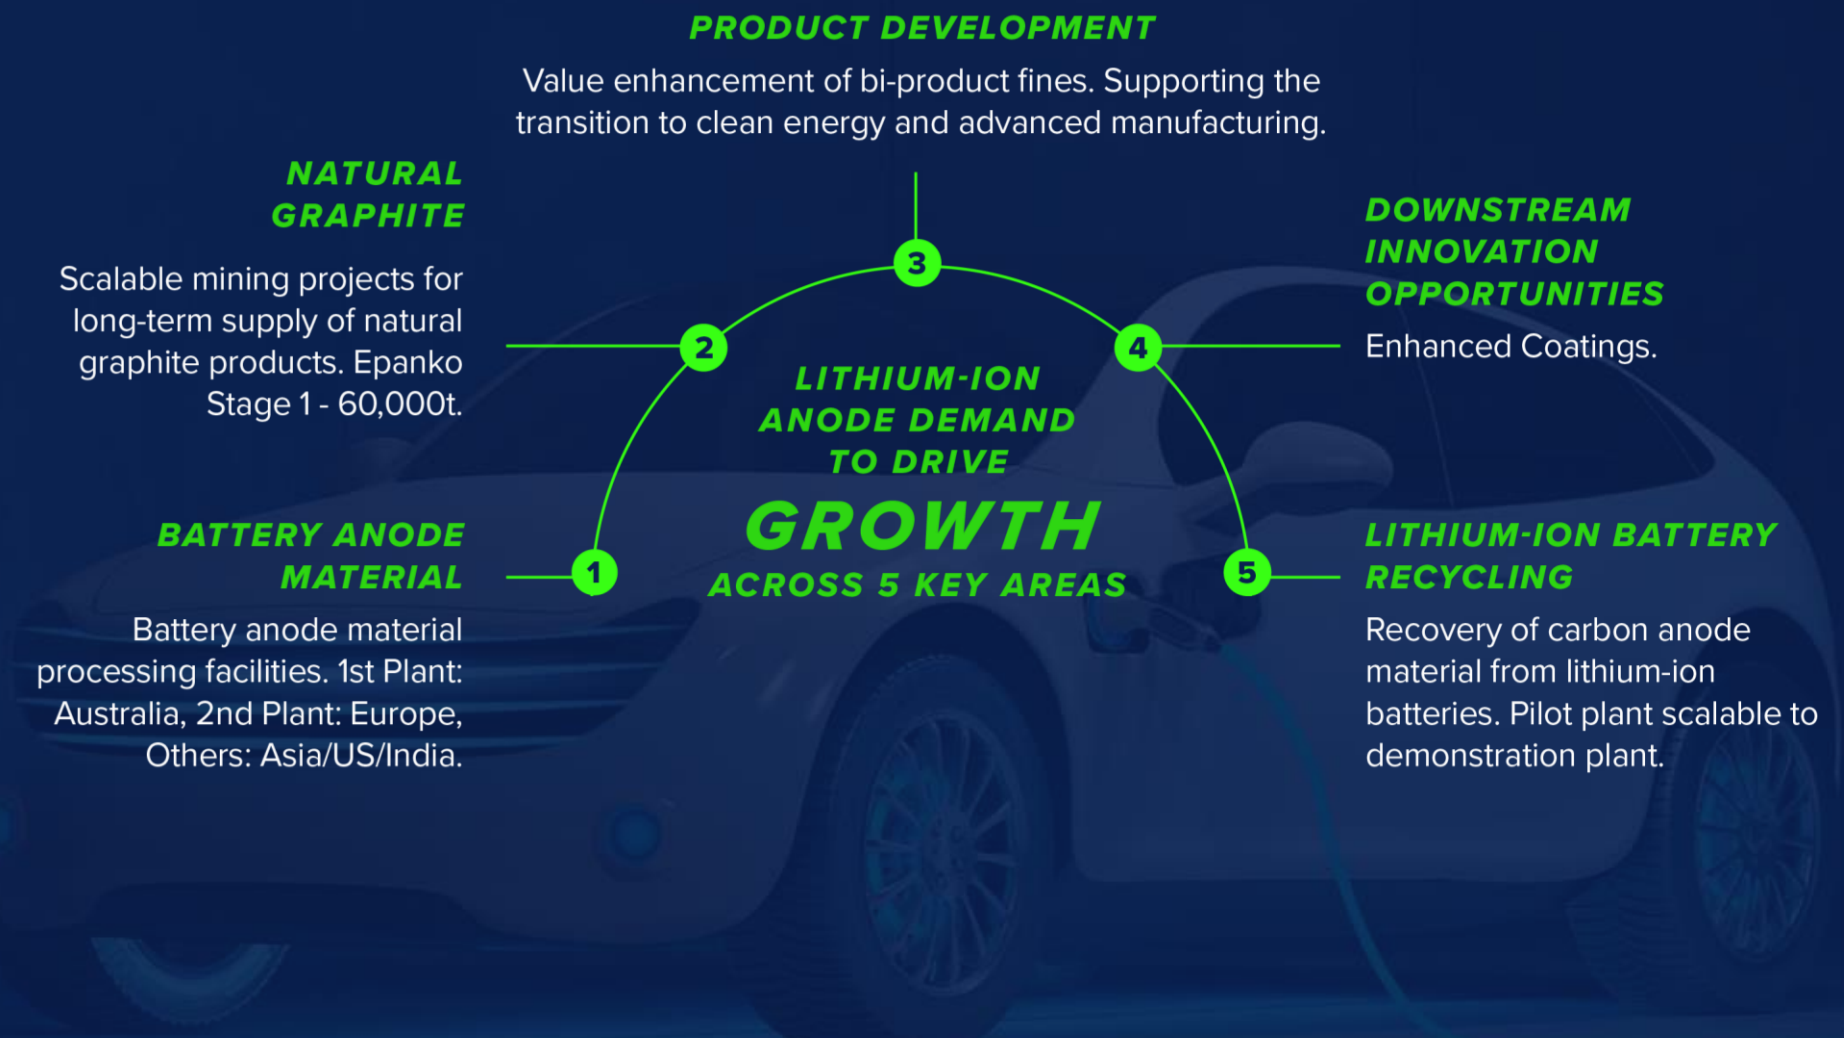 PRODUCT DEVELOPMENT
Value enhancement of bi-product fines. Supporting the
transition to clean energy and advanced manufacturing.
NATURAL
GRAPHITE
Scalable mining projects for
long-term supply of natural
graphite products. Epanko
Stage 1 - 60,000t.
DOWNSTREAM
INNOVATION
OPPORTUNITIES
Enhanced Coatings.
3
2
4
LITHIUM-ION
ANODE DEMAND
TO DRIVE
GROWTH
ACROSS 5 KEY AREAS
BATTERY ANODE
MATERIAL
Battery anode material
processing facilities. 1st Plant:
Australia, 2nd Plant: Europe,
Others: Asia/US/India.
1
5
LITHIUM-ION BATTERY
RECYCLING
Recovery of carbon anode
material from lithium-ion
batteries. Pilot plant scalable to
demonstration plant.